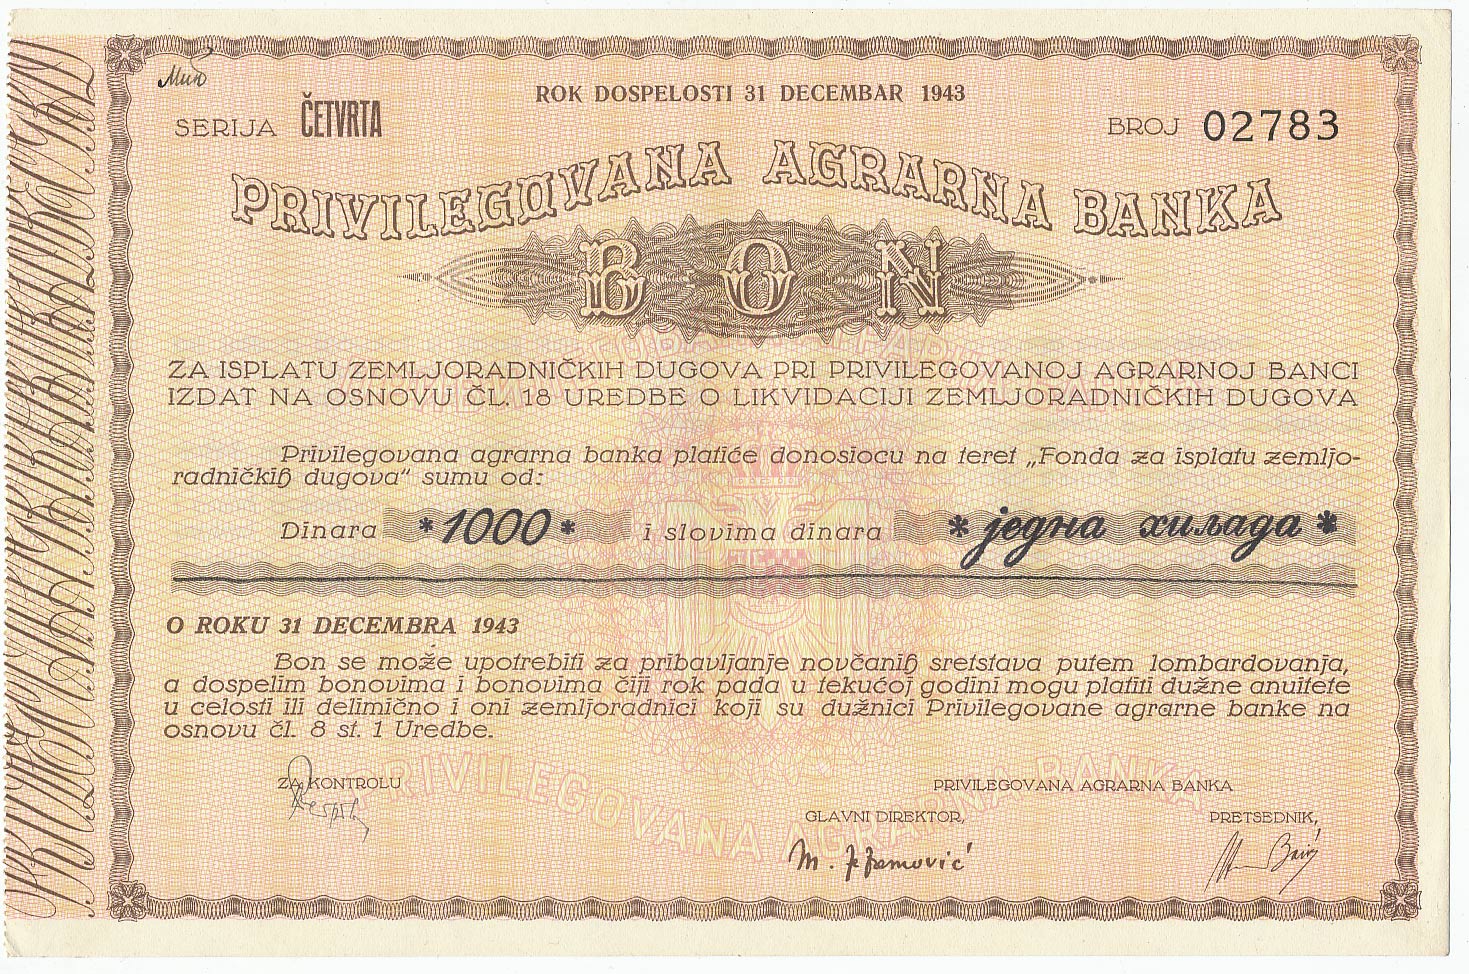 ROK DOSPELOSTI 31 DECEMBAR 1943
SERIJA ČETVRTA
BROJ 02783
PRIVILEGOVANA AGRARNA BANKA
BON
ZA ISPLATU ZEMLJORADNIČKIH DUGOVA PRI PRIVILEGOVANOJ AGRARNOJ BANCI
IZDAT NA OSNOVU ČL. 18 UREDBE O LIKVIDACIJI ZEMLJORADNIČKIH DUGOVA
Privilegovana agrarna banka platiće donosiocu na teret „Fonda za isplatu zemljo-
radničkih dugova" sumu od:
Dinara *1000* i slovima dinara * једна хиљада *
O ROKU 31 DECEMBRA 1943
Bon se može upotrebiti za pribavljanje novčanih sretstava putem lombardovanja,
a dospelim bonovima i bonovima čiji rok pada u tekućoj godini mogu platiti dužne anuitete
u celosti ili delimično i oni zemljoradnici koji su dužnici Privilegovane agrarne banke na
osnovu čl. 8 st. 1 Uredbe.
ZA KONTROLU
PRIVILEGOVANA AGRARNA BANKA
GLAVNI DIREKTOR,
PRETSEDNIK,
PRIVILEGOVANA AGRARNA BANKA